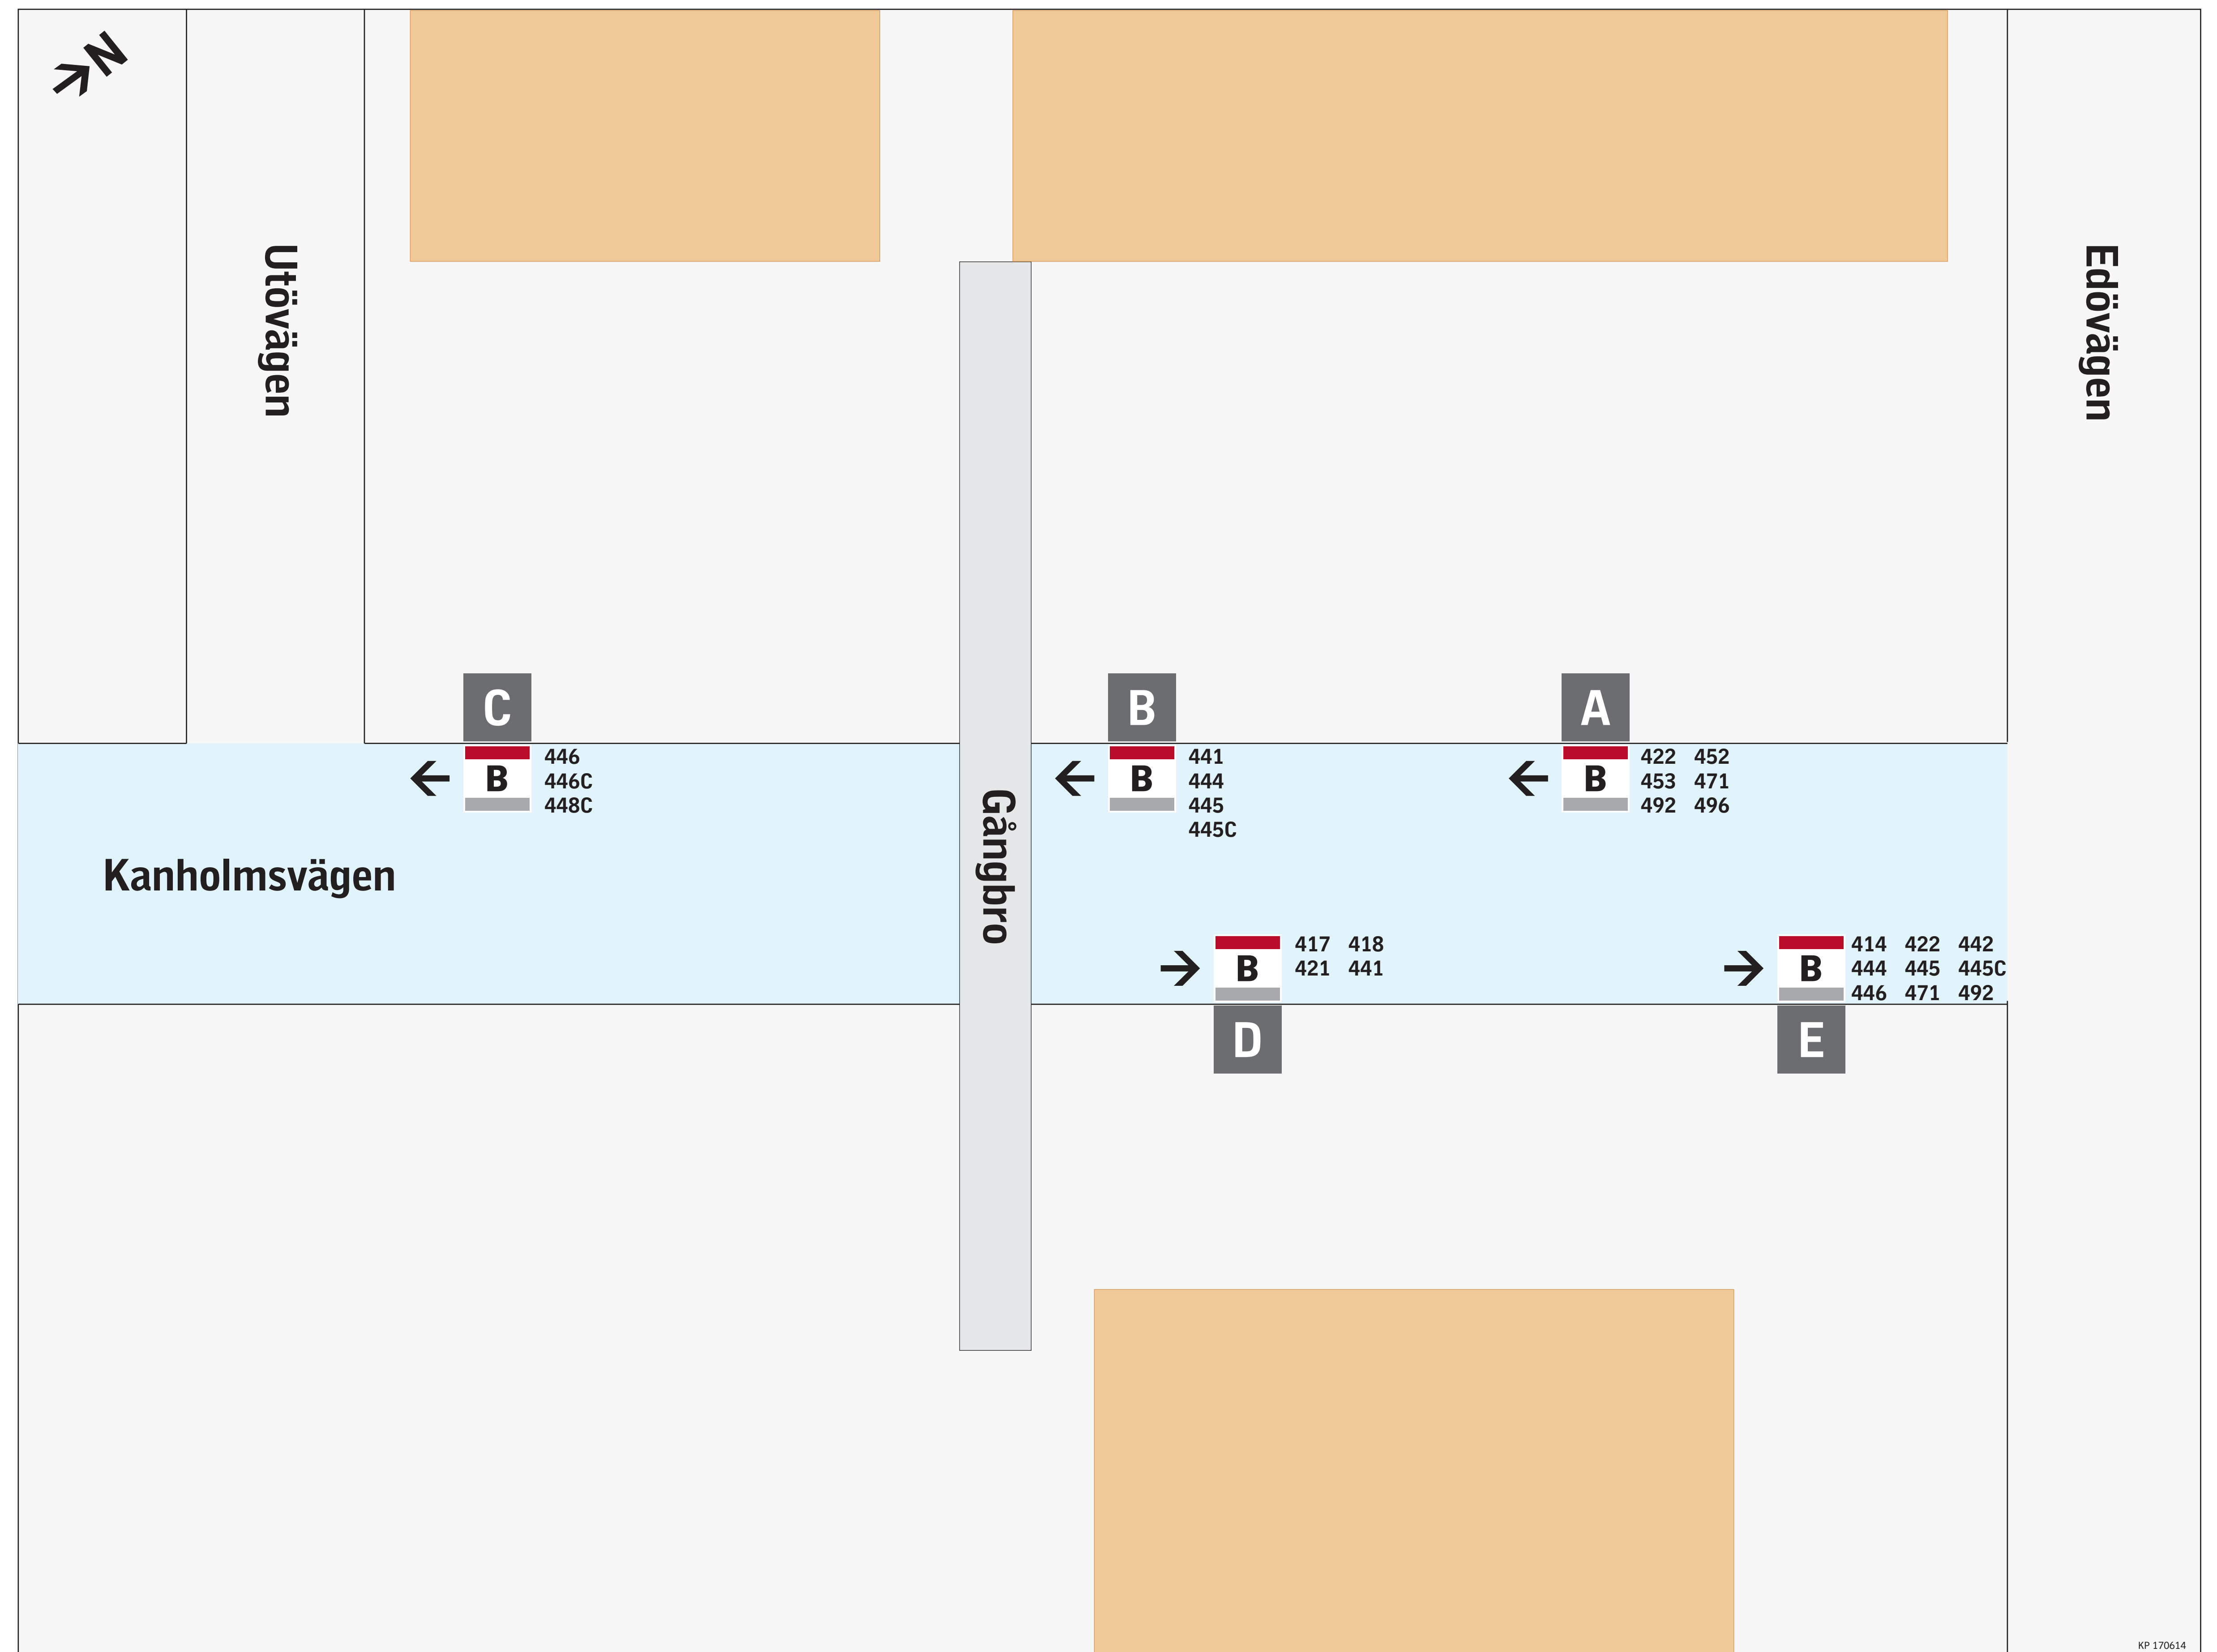 N
Utövägen
Edövägen
C
B
A
B
446
446C
448C
B
441
444
445
445C
B
422 452
453 471
492 496
Gångbro
Kanholmsvägen
B
417 418
421 441
B
414 422 442
444 445 445C
446 471 492
D
E
KP 170614